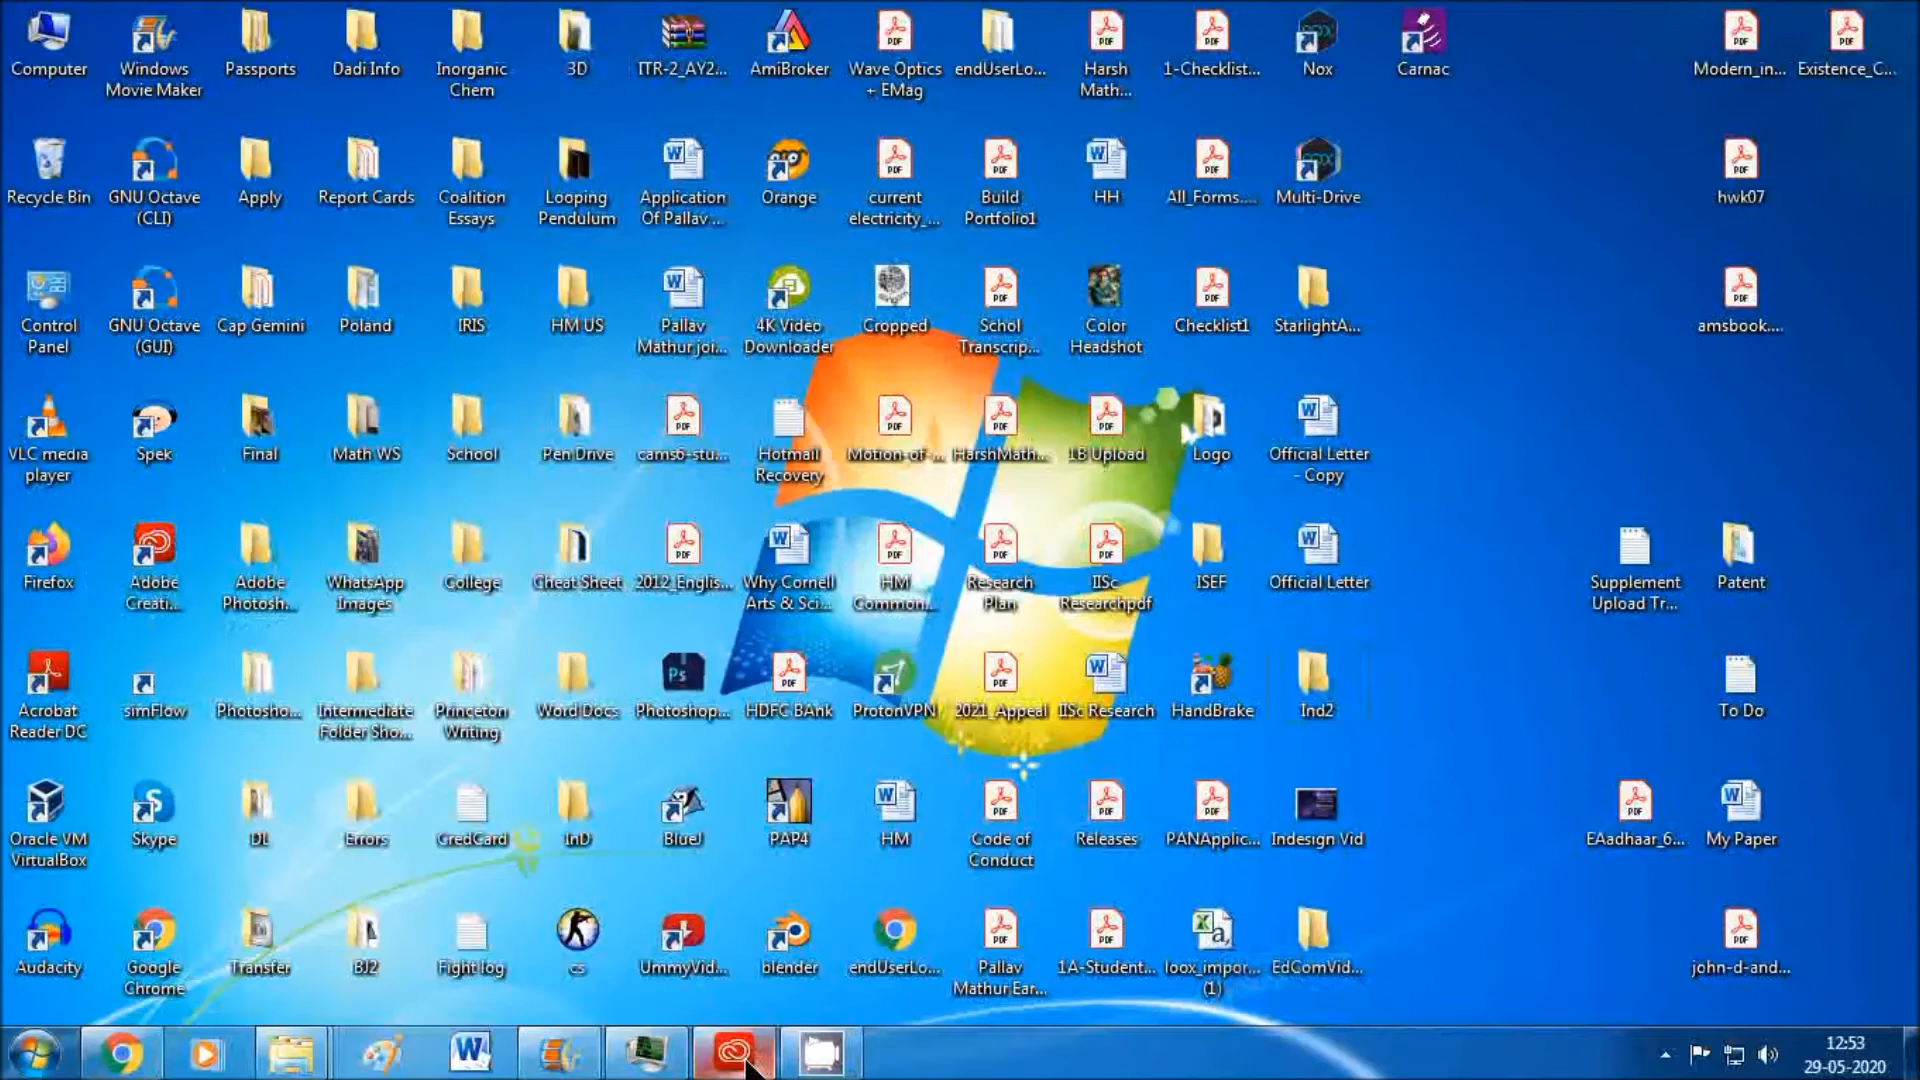 Computer
Windows
Movie Maker
Passports
Dadi Info
Inorganic
Chem
3D
ITR-2_AY2...
AmiBroker
Wave Optics
+ EMag
endUserLo...
Harsh
Math...
1-Checklist...
Nox
Carnac
Modern_in...
Existence_C...
Recycle Bin
GNU Octave
(CLI)
Apply
Report Cards
Coalition
Essays
Looping
Pendulum
Application
Of Pallav ...
Orange
current
electricity_...
Build
Portfolio1
HH
All_Forms....
Multi-Drive
hwk07
Control
Panel
GNU Octave
(GUI)
Cap Gemini
Poland
IRIS
HM US
Pallav
Mathur joi...
4K Video
Downloader
Cropped
Schol
Transcrip...
Color
Headshot
Checklist1
StarlightA...
amsbook....
VLC media
player
Spek
Final
Math WS
School
Pen Drive
cams6-stu...
Hotmail
Recovery
Motion-of-...
HarshMath...
1B Upload
Logo
Official Letter
- Copy
Firefox
Adobe
Creati...
Adobe
Photosh...
WhatsApp
Images
College
Cheat Sheet
2012_Englis...
Why Cornell
Arts & Sci...
HM
Common...
Research
Plan
IISc
Researchpdf
ISEF
Official Letter
Supplement
Upload Tr...
Patent
Acrobat
Reader DC
simFlow
Photosho...
Intermediate
Folder Sho...
Princeton
Writing
Word Docs
Photoshop...
HDFC BAnk
ProtonVPN
2021_Appeal
IISc Research
HandBrake
Ind2
To Do
Oracle VM
VirtualBox
Skype
DL
Errors
CredCard
InD
BlueJ
PAP4
HM
Code of
Conduct
Releases
PANApplic...
Indesign Vid
EAadhaar_6...
My Paper
Audacity
Google
Chrome
Transfer
BJ2
Fight log
cs
UmmyVid...
blender
endUserLo...
Pallav
Mathur Ear...
1A-Student...
loox_impor...
(1)
EdComVid...
john-d-and...
12:53
29-05-2020